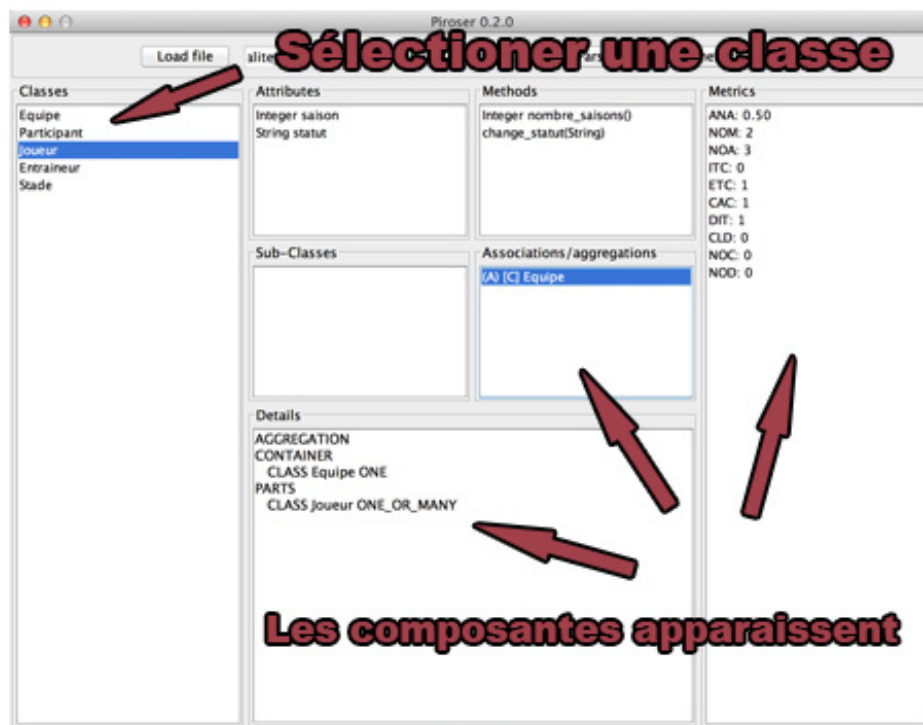 Piroser 0.2.0
Load file
Sélectioner une classe
Classes
Equipe
Participant
Joueur
Entraineur
Stade
Attributes
Integer saison
String statut
Methods
Integer nombre_saisons()
change_statut(String)
Metrics
ANA: 0.50
NOM: 2
NOA: 3
ITC: 0
ETC: 1
CAC: 1
DIT: 1
CLD: 0
NOC: 0
NOD: 0
Sub-Classes
Associations/aggregations
(A) [C] Equipe
Details
AGGREGATION
CONTAINER
CLASS Equipe ONE
PARTS
CLASS Joueur ONE_OR_MANY
Les composantes apparaissent